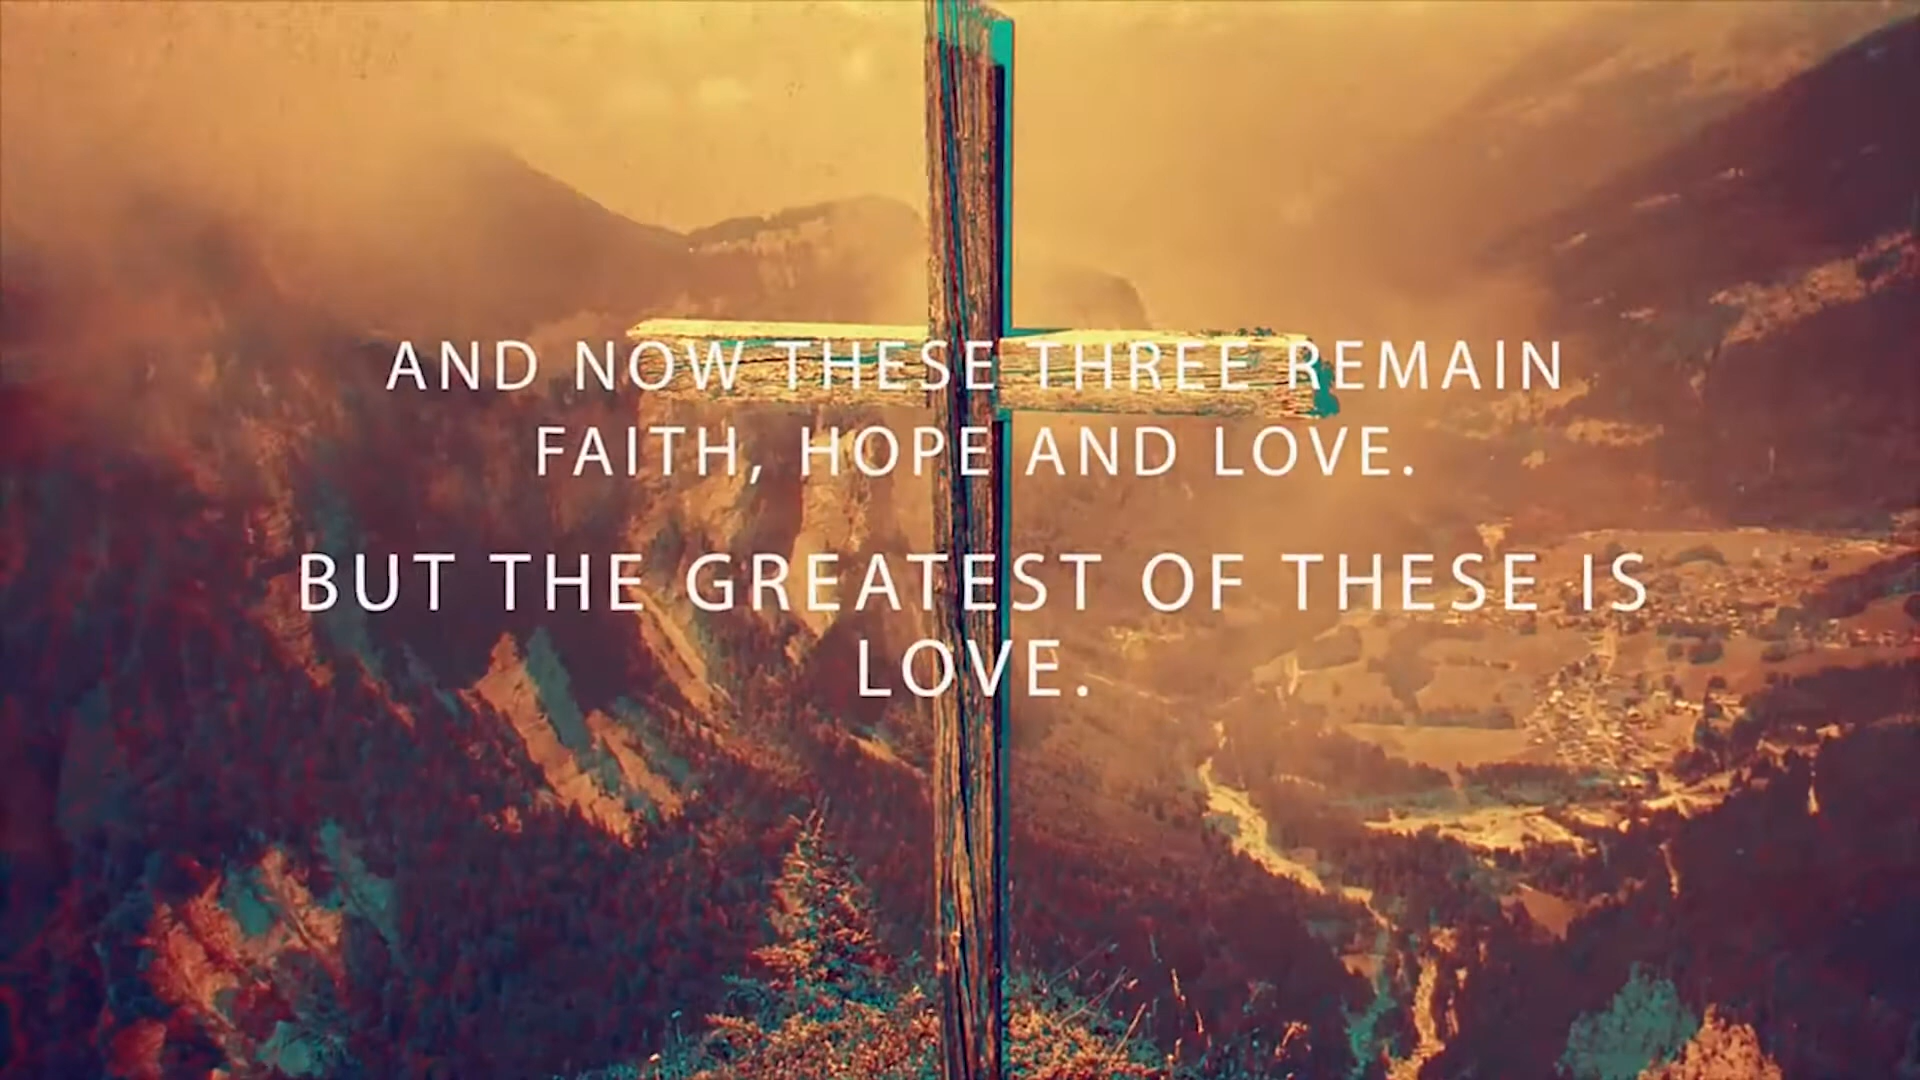 AND NOW THESE THREE REMAIN
FAITH, HOPE AND LOVE.
BUT THE GREATEST OF THESE IS
LOVE.